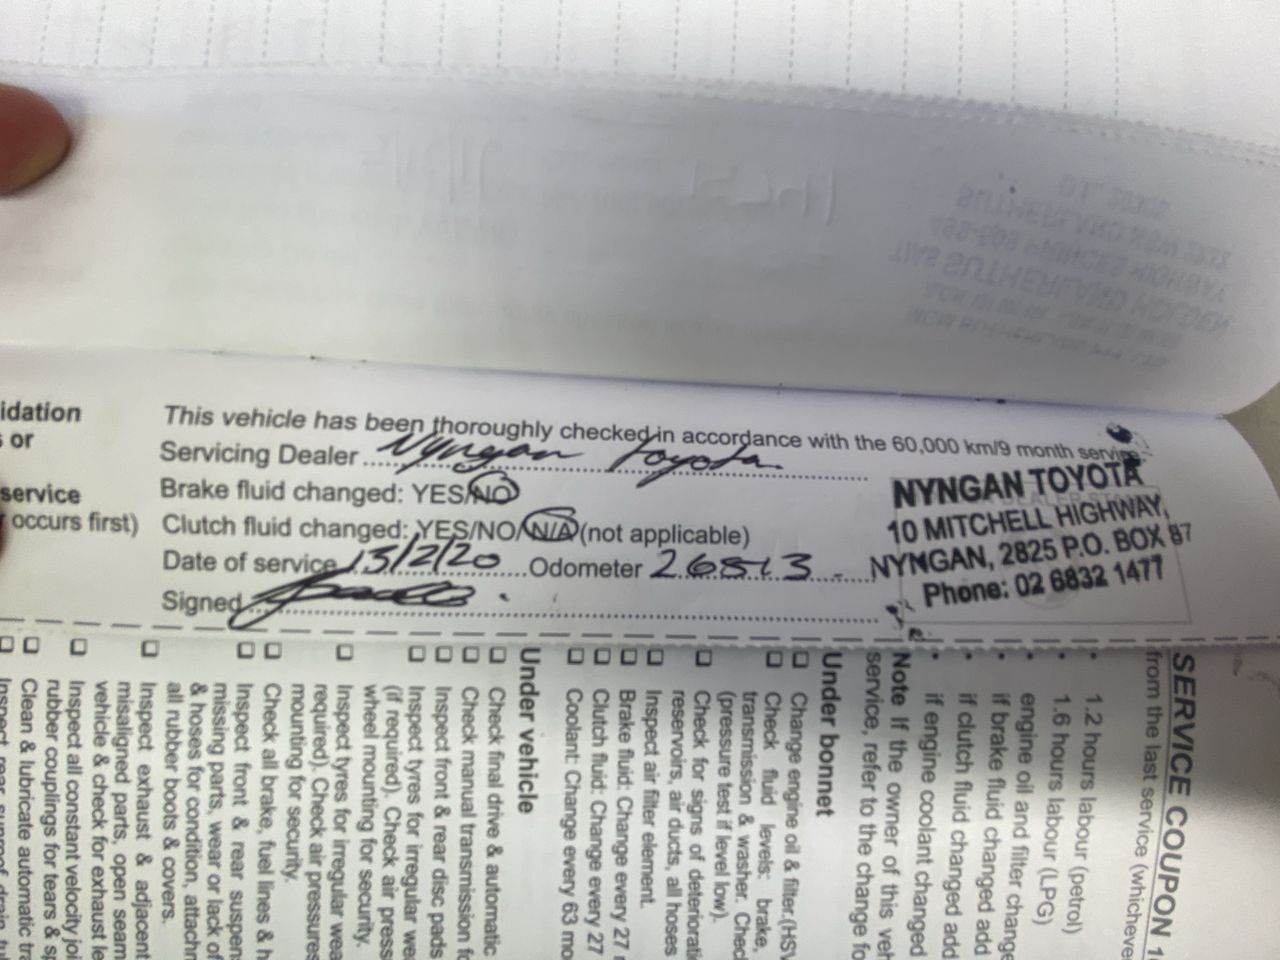 idation
s or
service
occurs first)
This vehicle has been thoroughly checked in accordance with the 60,000 km/9 month service.
Servicing Dealer Nyngan Toyota.
Brake fluid changed: YES/NO
Clutch fluid changed: YES/NO/N/A (not applicable)
Date of service 13/2/20 Odometer 26813
Signed
NYNGAN TOYOTA
10 MITCHELL HIGHWAY,
NYNGAN, 2825 P.O. BOX 87
Phone: 02 6832 1477
SERVICE COUPON
from the last service (whichever
• 1.2 hours labour (petrol)
• 1.6 hours labour (LPG)
• engine oil and filter change
• if brake fluid changed add
• if clutch fluid changed add
• if engine coolant changed
Note If the owner of this veh
service, refer to the change fo
Under bonnet
❑ Change engine oil & filter.(HSV
❑ Check fluid levels: brake,
transmission & washer. Chec
(pressure test if level low).
❑ Check for signs of deteriorati
reservoirs, air ducts, all hoses
❑ Inspect air filter element.
❑ Brake fluid: Change every 27
❑ Clutch fluid: Change every 27
❑ Coolant: Change every 63 mo
Under vehicle
❑ Check final drive & automatic
❑ Check manual transmission fo
❑ Inspect front & rear disc pads
❑ Inspect tyres for irregular wea
(if required). Check air press
wheel mounting for security.
❑ Inspect tyres for irregular wea
required). Check air pressures
mounting for security.
❑ Check all brake, fuel lines & h
❑ Inspect front & rear suspen
missing parts, wear or lack of
& hoses for condition, attachm
all rubber boots & covers.
❑ Inspect exhaust & adjacent
misaligned parts, open seam
vehicle & check for exhaust le
❑ Inspect all constant velocity joi
rubber couplings for tears & sp
❑ Clean & lubricate automatic tra
❑ Inspect rear